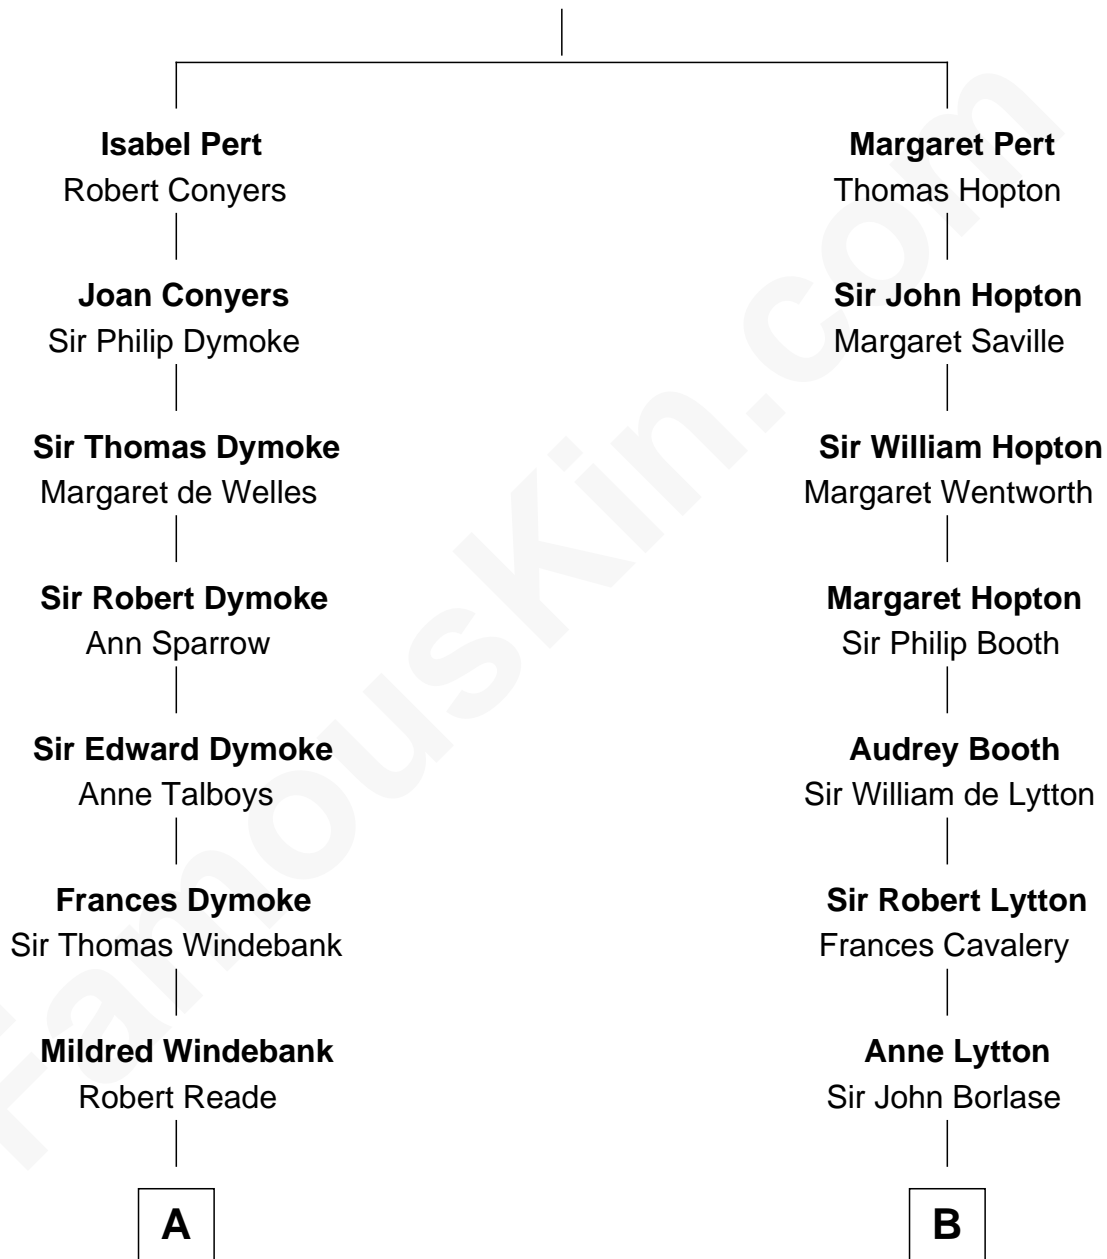 Isabel Pert
Robert Conyers
Joan Conyers
Sir Philip Dymoke
Sir Thomas Dymoke
Margaret de Welles
Sir Robert Dymoke
Ann Sparrow
Sir Edward Dymoke
Anne Talboys
Frances Dymoke
Sir Thomas Windebank
Mildred Windebank
Robert Reade
A
Margaret Pert
Thomas Hopton
Sir John Hopton
Margaret Saville
Sir William Hopton
Margaret Wentworth
Margaret Hopton
Sir Philip Booth
Audrey Booth
Sir William de Lytton
Sir Robert Lytton
Frances Cavalery
Anne Lytton
Sir John Borlase
B
FamousKin.com